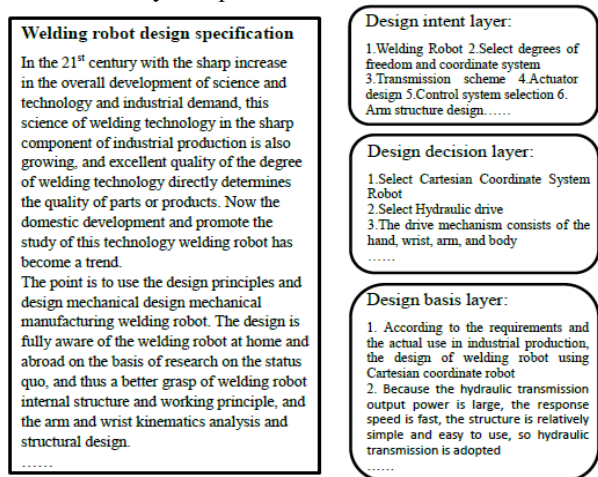 Welding robot design specification
In the 21st century with the sharp increase
in the overall development of science and
technology and industrial demand, this
science of welding technology in the sharp
component of industrial production is also
growing, and excellent quality of the degree
of welding technology directly determines
the quality of parts or products. Now the
domestic development and promote the
study of this technology welding robot has
become a trend.
The point is to use the design principles and
design mechanical design mechanical
manufacturing welding robot. The design is
fully aware of the welding robot at home and
abroad on the basis of research on the status
quo, and thus a better grasp of welding robot
internal structure and working principle, and
the arm and wrist kinematics analysis and
structural design.
……
Design intent layer:
1.Welding Robot 2.Select degrees of
freedom and coordinate system
3.Transmission scheme 4.Actuator
design 5.Control system selection 6.
Arm structure design……
Design decision layer:
1.Select Cartesian Coordinate System
Robot
2.Select Hydraulic drive
3.The drive mechanism consists of the
hand, wrist, arm, and body
……
Design basis layer:
1. According to the requirements and
the actual use in industrial production,
the design of welding robot using
Cartesian coordinate robot
2. Because the hydraulic transmission
output power is large, the response
speed is fast, the structure is relatively
simple and easy to use, so hydraulic
transmission is adopted
……